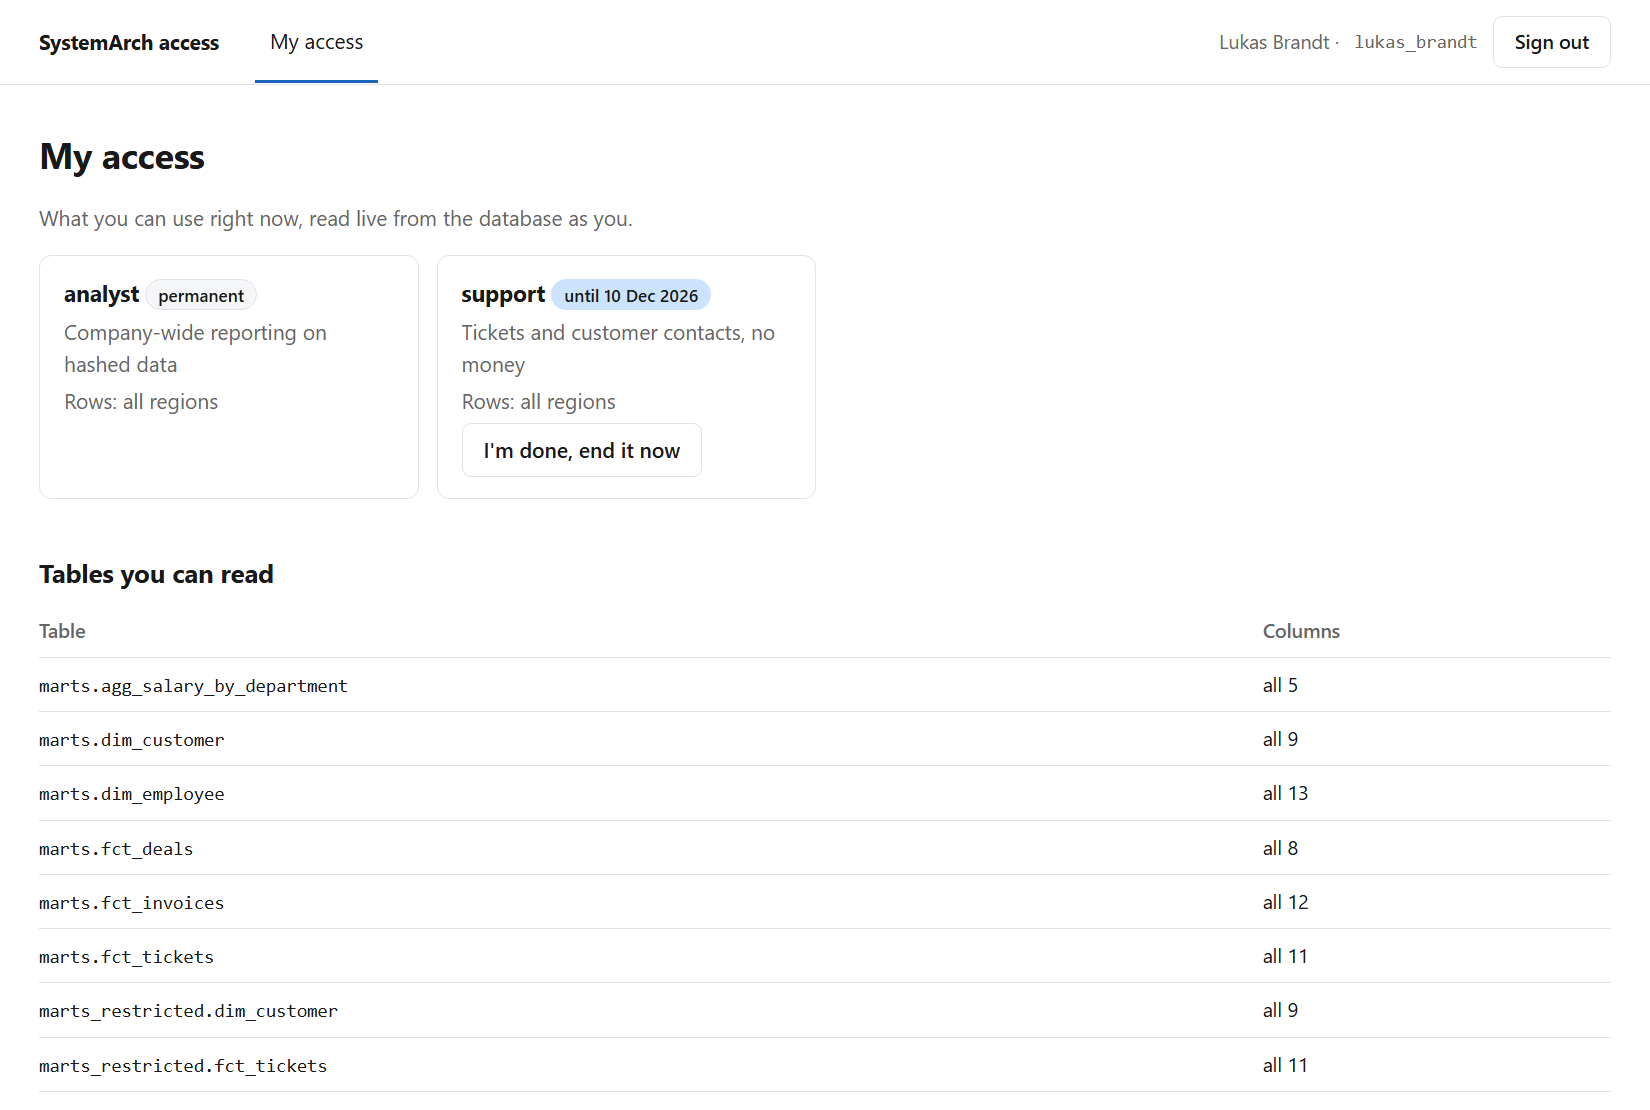 SystemArch access
My access
Lukas Brandt · lukas_brandt
Sign out
My access
What you can use right now, read live from the database as you.
analyst permanent
Company-wide reporting on
hashed data
Rows: all regions
support until 10 Dec 2026
Tickets and customer contacts, no
money
Rows: all regions
I'm done, end it now
Tables you can read
Table Columns
marts.agg_salary_by_department all 5
marts.dim_customer all 9
marts.dim_employee all 13
marts.fct_deals all 8
marts.fct_invoices all 12
marts.fct_tickets all 11
marts_restricted.dim_customer all 9
marts_restricted.fct_tickets all 11